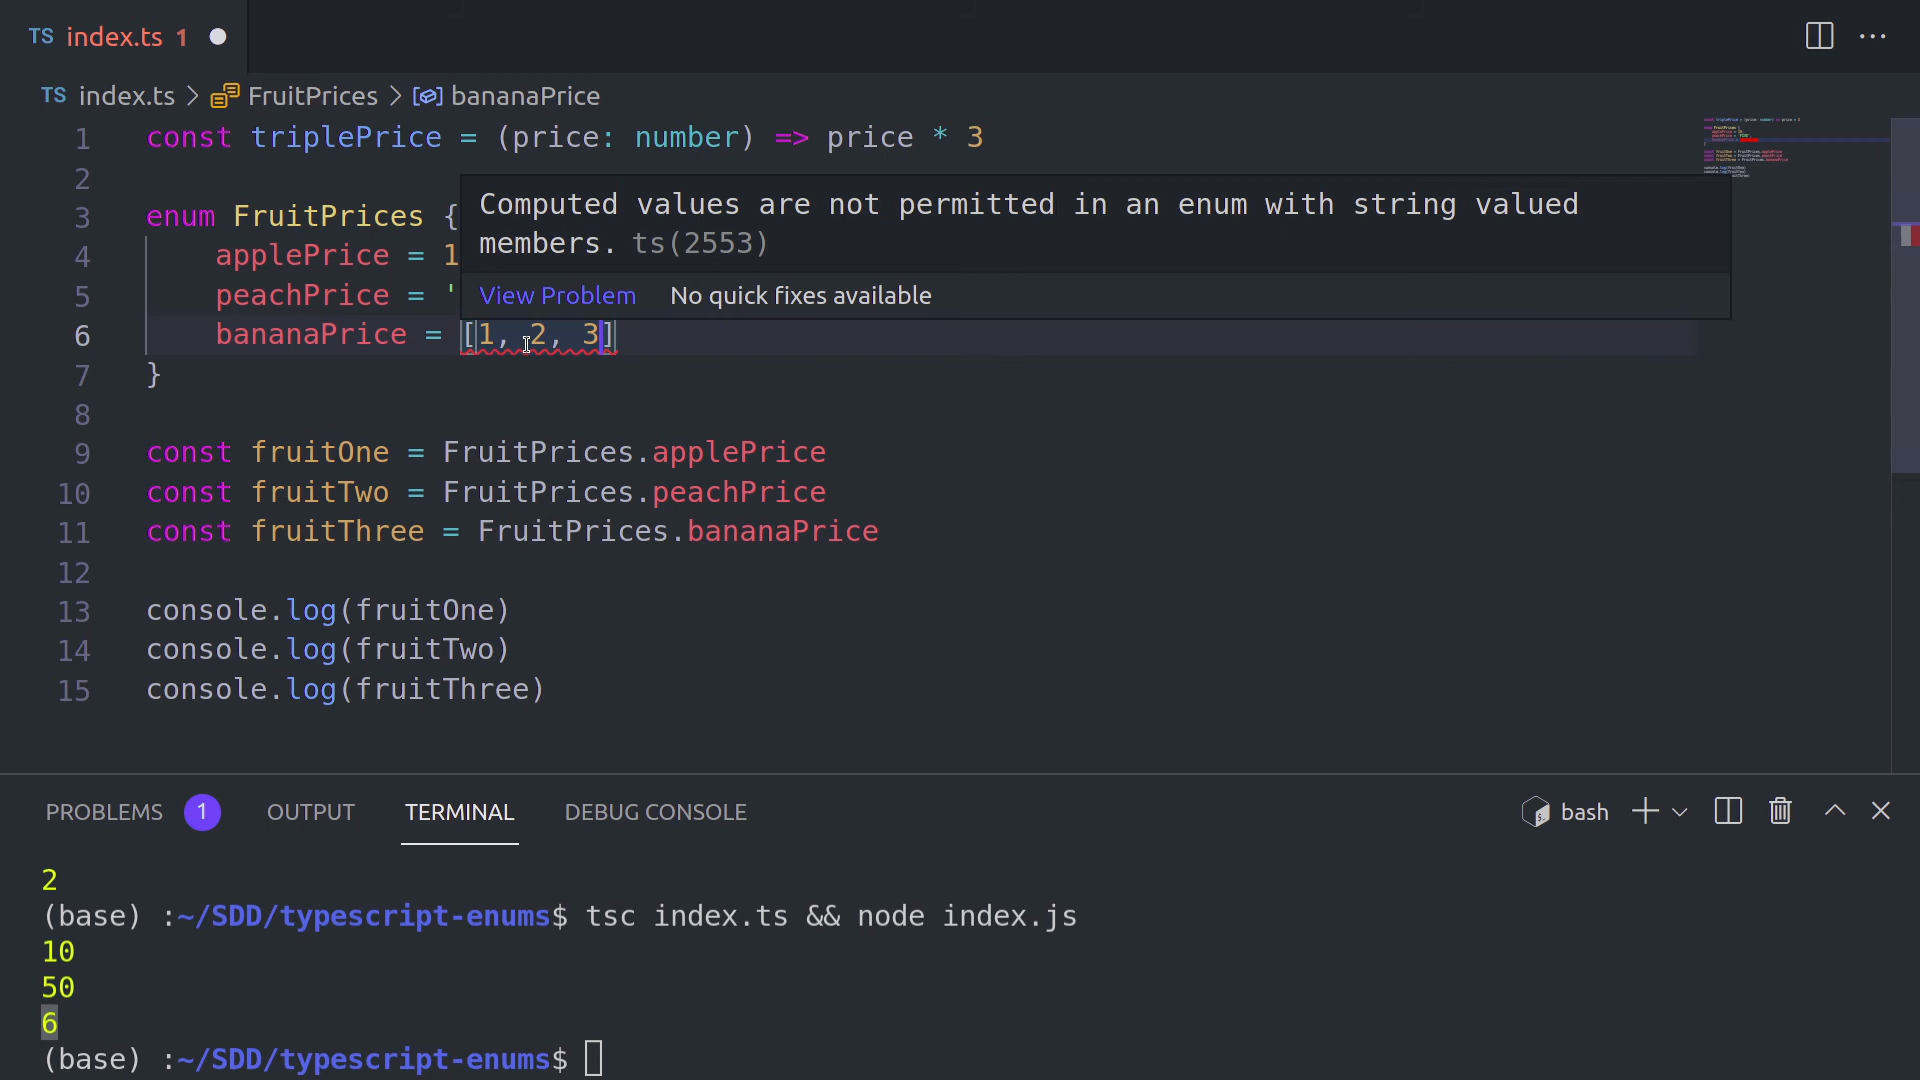 TS index.ts 1
TS index.ts > FruitPrices > bananaPrice
1 const triplePrice = (price: number) => price * 3
2
Computed values are not permitted in an enum with string valued
members. ts(2553)
View Problem No quick fixes available
3 enum FruitPrices {
4 applePrice = 1
5 peachPrice = '
6 bananaPrice = [1, 2, 3]
7 }
8
9 const fruitOne = FruitPrices.applePrice
10 const fruitTwo = FruitPrices.peachPrice
11 const fruitThree = FruitPrices.bananaPrice
12
13 console.log(fruitOne)
14 console.log(fruitTwo)
15 console.log(fruitThree)
PROBLEMS 1 OUTPUT TERMINAL DEBUG CONSOLE bash
2
(base) :~/SDD/typescript-enums$ tsc index.ts && node index.js
10
50
6
(base) :~/SDD/typescript-enums$